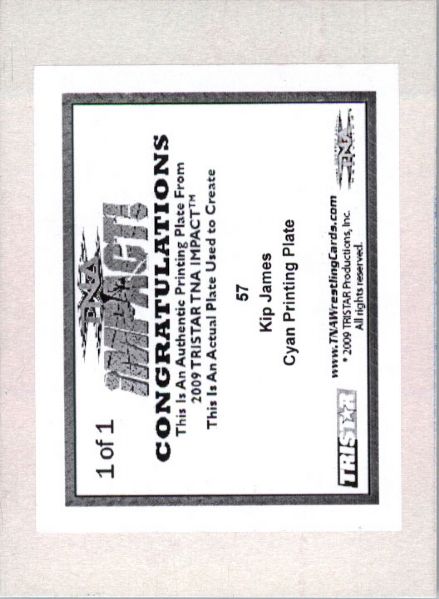 1 of 1
TNA
iMPACT!
CONGRATULATIONS
This Is An Authentic Printing Plate From
2009 TRISTAR TNA IMPACT™
This Is An Actual Plate Used to Create
57
Kip James
Cyan Printing Plate
TRISTAR
www.TNAWrestlingCards.com
* 2009 TRISTAR Productions, Inc.
All rights reserved.
TNA